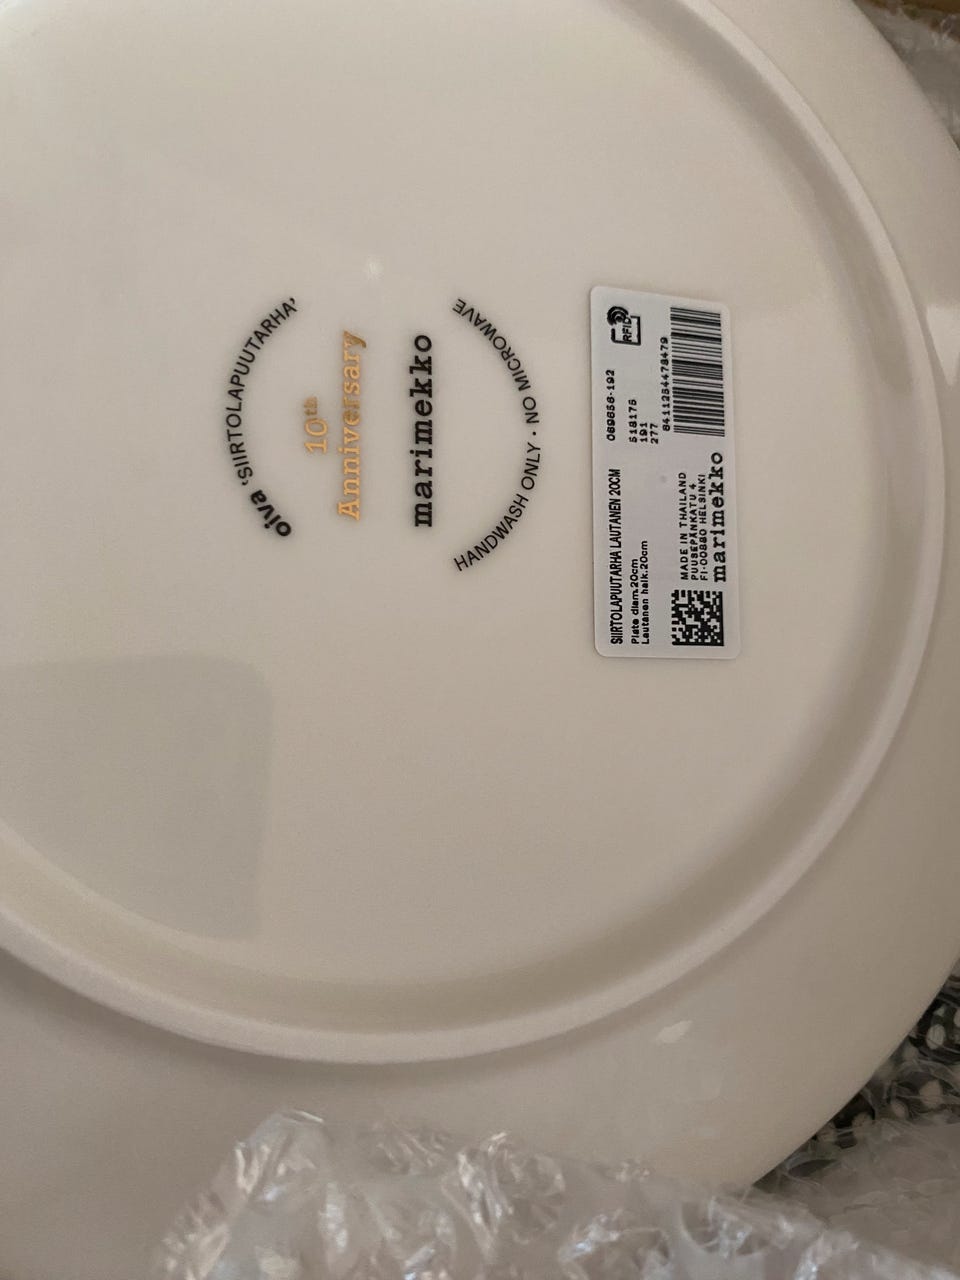 oiva 'SIIRTOLAPUUTARHA'
10th
Anniversary
marimekko
HANDWASH ONLY · NO MICROWAVE
SIIRTOLAPUUTARHA LAUTANEN 20CM
069656-192
RFID
Plate diam.20cm
Lautanen halk.20cm
518175
191
277
6411254478479
MADE IN THAILAND
PUUSEPÄNKATU 4
FI-00880 HELSINKI
marimekko